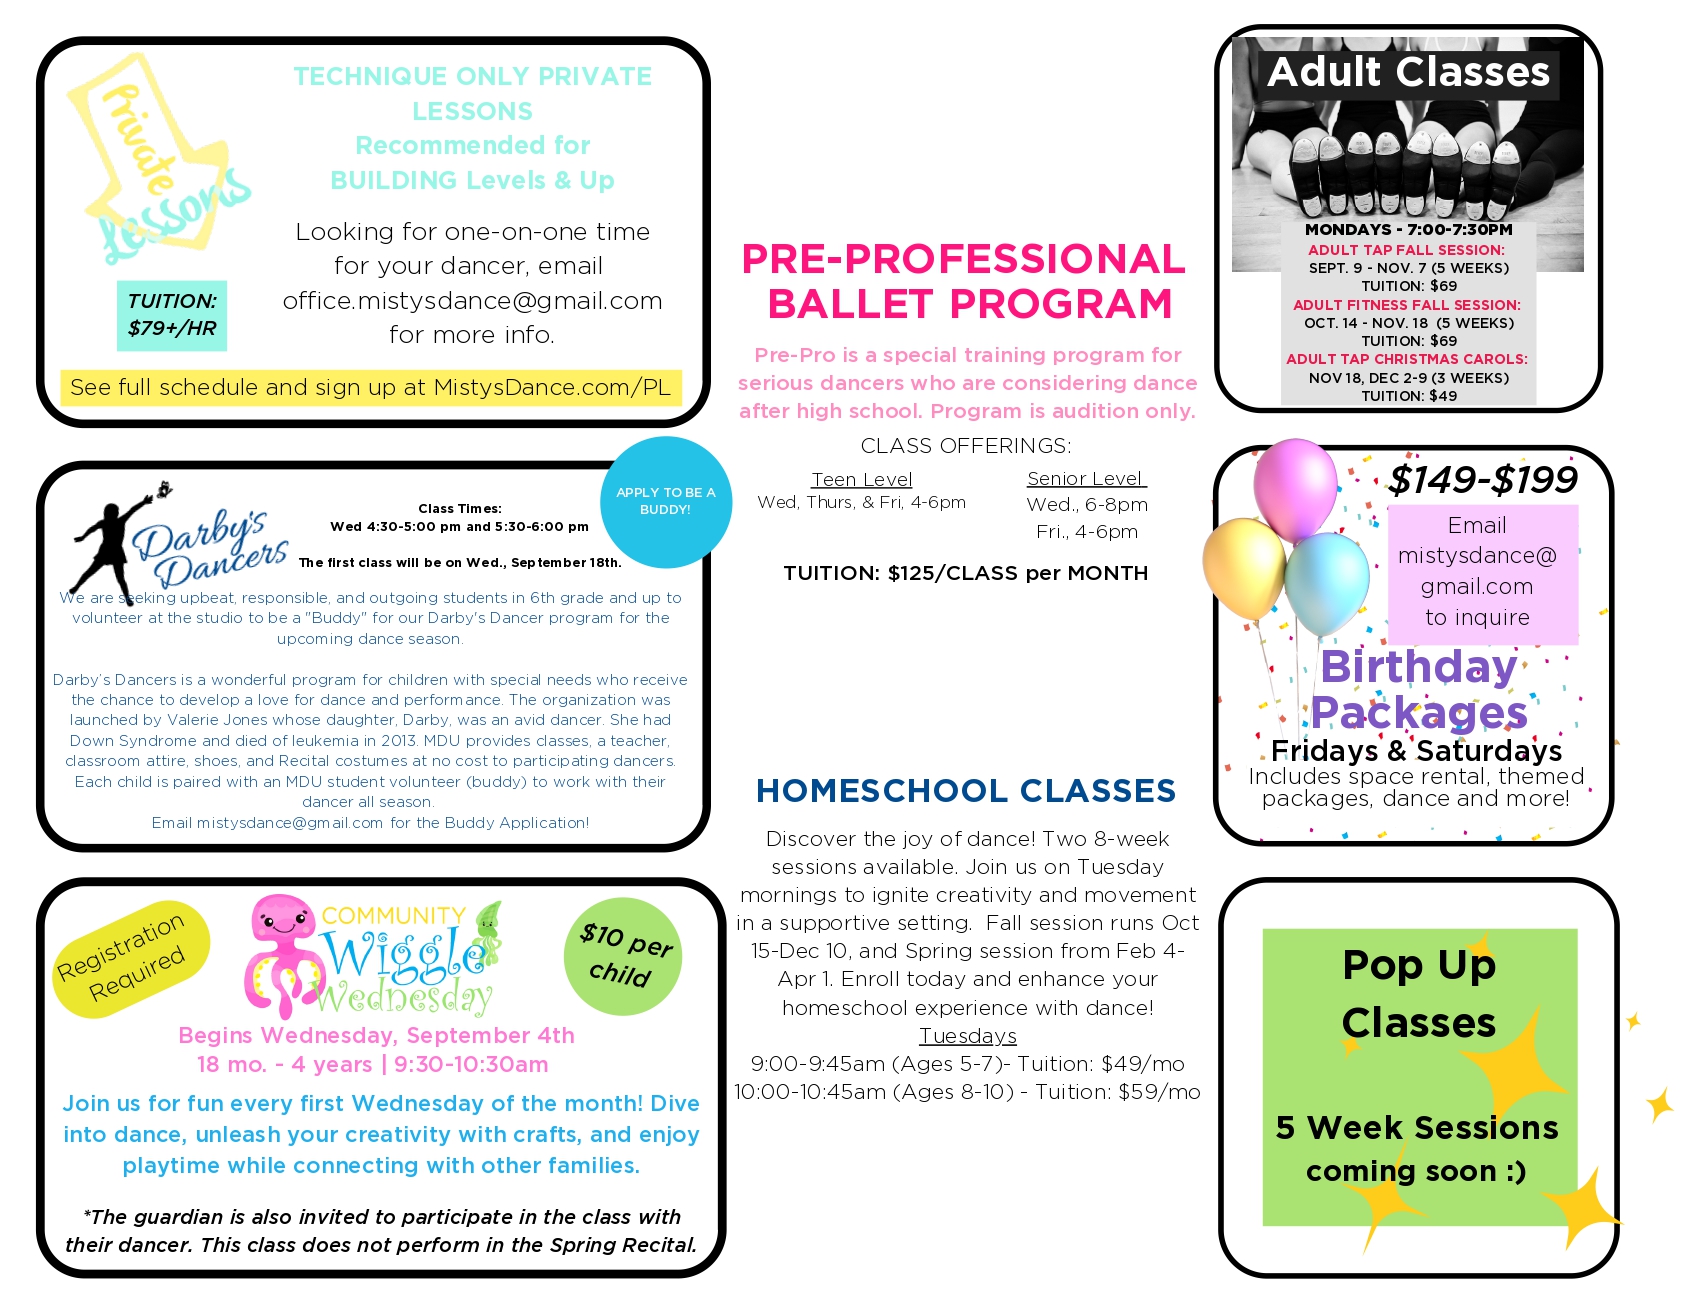 Private
Lessons
TUITION:
$79+/HR
TECHNIQUE ONLY PRIVATE
LESSONS
Recommended for
BUILDING Levels & Up
Looking for one-on-one time
for your dancer, email
office.mistysdance@gmail.com
for more info.
See full schedule and sign up at MistysDance.com/PL
Darby's
Dancers
Class Times:
Wed 4:30-5:00 pm and 5:30-6:00 pm
The first class will be on Wed., September 18th.
APPLY TO BE A
BUDDY!
We are seeking upbeat, responsible, and outgoing students in 6th grade and up to
volunteer at the studio to be a "Buddy" for our Darby's Dancer program for the
upcoming dance season.
Darby's Dancers is a wonderful program for children with special needs who receive
the chance to develop a love for dance and performance. The organization was
launched by Valerie Jones whose daughter, Darby, was an avid dancer. She had
Down Syndrome and died of leukemia in 2013. MDU provides classes, a teacher,
classroom attire, shoes, and Recital costumes at no cost to participating dancers.
Each child is paired with an MDU student volunteer (buddy) to work with their
dancer all season.
Email mistysdance@gmail.com for the Buddy Application!
Registration
Required
COMMUNITY
Wiggle
Wednesday
$10 per
child
Begins Wednesday, September 4th
18 mo. - 4 years | 9:30-10:30am
Join us for fun every first Wednesday of the month! Dive
into dance, unleash your creativity with crafts, and enjoy
playtime while connecting with other families.
*The guardian is also invited to participate in the class with
their dancer. This class does not perform in the Spring Recital.
PRE-PROFESSIONAL
BALLET PROGRAM
Pre-Pro is a special training program for
serious dancers who are considering dance
after high school. Program is audition only.
CLASS OFFERINGS:
Teen Level
Wed, Thurs, & Fri, 4-6pm
Senior Level
Wed., 6-8pm
Fri., 4-6pm
TUITION: $125/CLASS per MONTH
HOMESCHOOL CLASSES
Discover the joy of dance! Two 8-week
sessions available. Join us on Tuesday
mornings to ignite creativity and movement
in a supportive setting. Fall session runs Oct
15-Dec 10, and Spring session from Feb 4-
Apr 1. Enroll today and enhance your
homeschool experience with dance!
Tuesdays
9:00-9:45am (Ages 5-7)- Tuition: $49/mo
10:00-10:45am (Ages 8-10) - Tuition: $59/mo
Adult Classes
MONDAYS - 7:00-7:30PM
ADULT TAP FALL SESSION:
SEPT. 9 - NOV. 7 (5 WEEKS)
TUITION: $69
ADULT FITNESS FALL SESSION:
OCT. 14 - NOV. 18 (5 WEEKS)
TUITION: $69
ADULT TAP CHRISTMAS CAROLS:
NOV 18, DEC 2-9 (3 WEEKS)
TUITION: $49
$149-$199
Email
mistysdance@
gmail.com
to inquire
Birthday
Packages
Fridays & Saturdays
Includes space rental, themed
packages, dance and more!
Pop Up
Classes
5 Week Sessions
coming soon :)